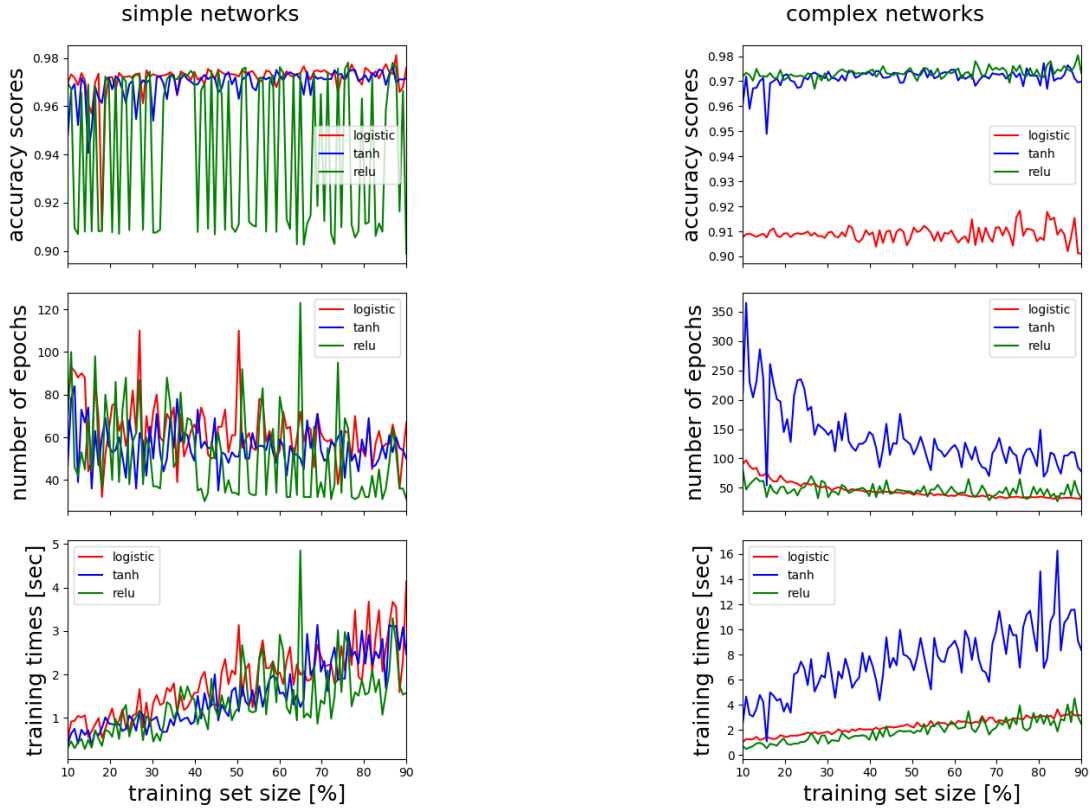 simple networks
complex networks
accuracy scores
0.98
0.96
0.94
0.92
0.90
logistic
tanh
relu
accuracy scores
0.98
0.97
0.96
0.95
0.94
0.93
0.92
0.91
0.90
logistic
tanh
relu
number of epochs
120
100
80
60
40
logistic
tanh
relu
number of epochs
350
300
250
200
150
100
50
logistic
tanh
relu
training times [sec]
5
4
3
2
1
logistic
tanh
relu
10 20 30 40 50 60 70 80 90
training set size [%]
training times [sec]
16
14
12
10
8
6
4
2
0
logistic
tanh
relu
10 20 30 40 50 60 70 80 90
training set size [%]